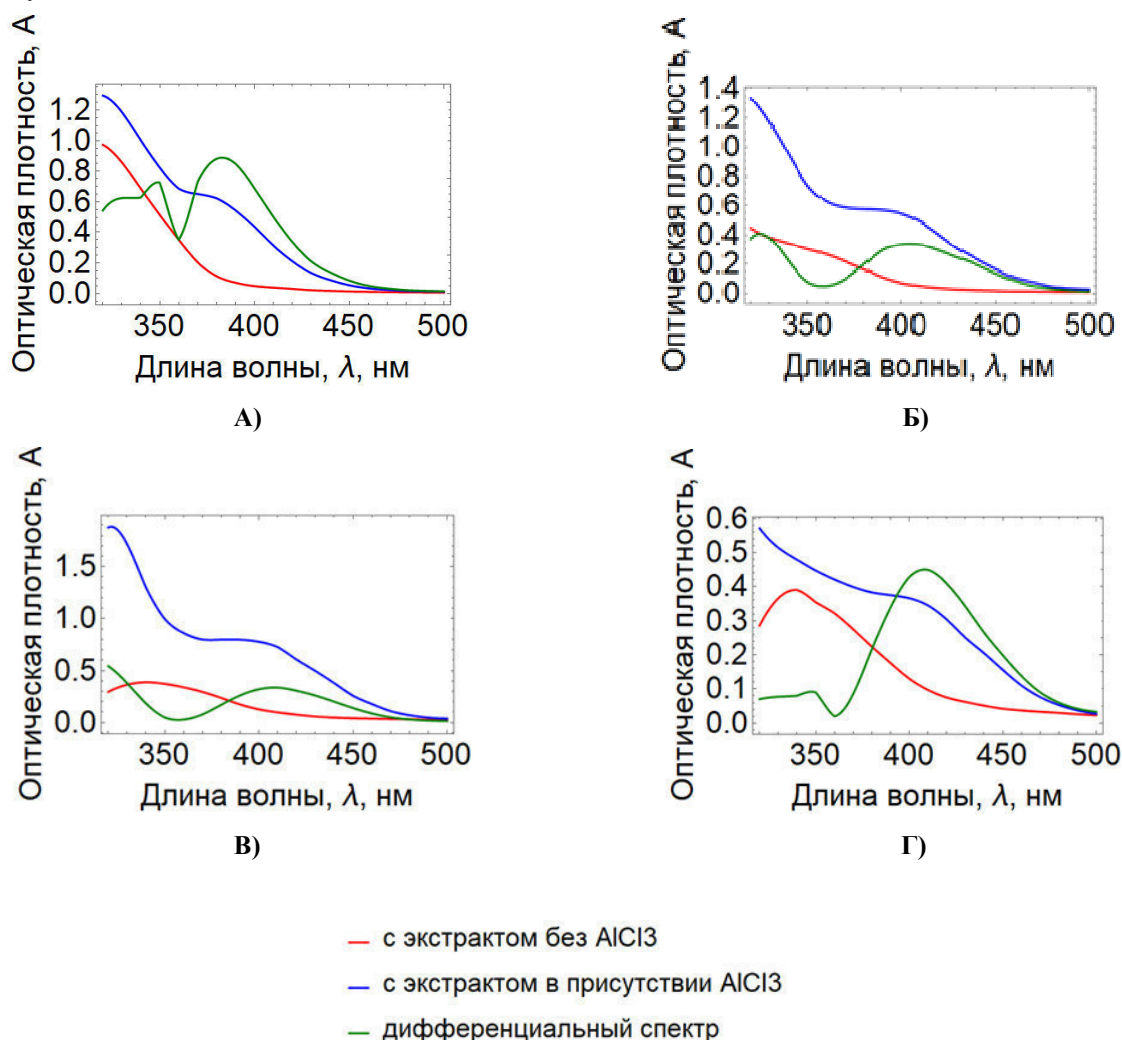 Оптическая плотность, А
1.2
1.0
0.8
0.6
0.4
0.2
0.0
350 400 450 500
Длина волны, λ, нм
А)
Оптическая плотность, А
1.4
1.2
1.0
0.8
0.6
0.4
0.2
0.0
350 400 450 500
Длина волны, λ, нм
Б)
Оптическая плотность, А
1.5
1.0
0.5
0.0
350 400 450 500
Длина волны, λ, нм
В)
Оптическая плотность, А
0.6
0.5
0.4
0.3
0.2
0.1
0.0
350 400 450 500
Длина волны, λ, нм
Г)
с экстрактом без AlCl3
с экстрактом в присутствии AlCl3
дифференциальный спектр